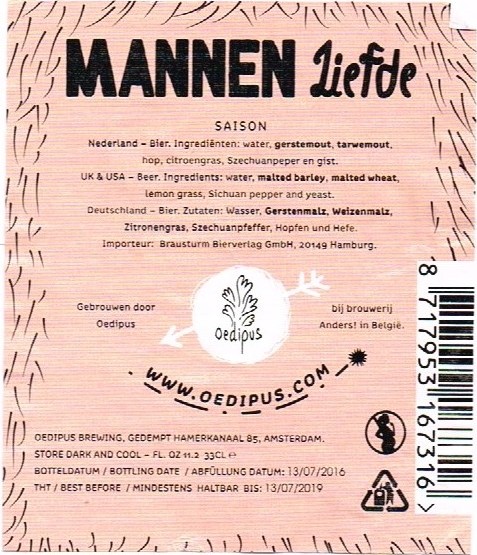 MANNEN Liefde
SAISON
Nederland – Bier. Ingrediënten: water, gerstemout, tarwemout,
hop, citroengras, Szechuanpeper en gist.
UK & USA – Beer. Ingredients: water, malted barley, malted wheat,
lemon grass, Sichuan pepper and yeast.
Deutschland – Bier. Zutaten: Wasser, Gerstenmalz, Weizenmalz,
Zitronengras, Szechuanpfeffer, Hopfen und Hefe.
Importeur: Brausturm Bierverlag GmbH, 20149 Hamburg.
Gebrouwen door
Oedipus
Oedipus
bij brouwerij
Anders! in België.
WWW.OEDIPUS.COM
OEDIPUS BREWING, GEDEMPT HAMERKANAAL 85, AMSTERDAM.
STORE DARK AND COOL – FL. OZ 11.2 33CL ℮
BOTTELDATUM / BOTTLING DATE / ABFÜLLUNG DATUM: 13/07/2016
THT / BEST BEFORE / MINDESTENS HALTBAR BIS: 13/07/2019
8 717953 167316 >